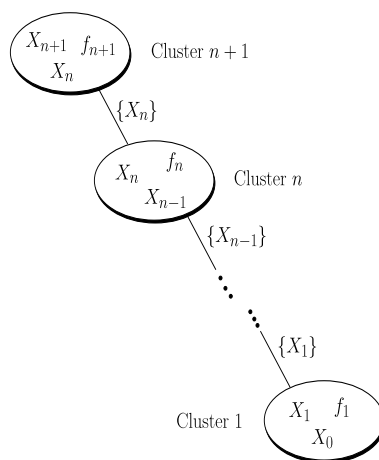 X_{n+1} f_{n+1} Cluster n + 1
X_n
{X_n}
X_n f_n Cluster n
X_{n−1}
{X_{n−1}}
{X_1}
Cluster 1 X_1 f_1
X_0